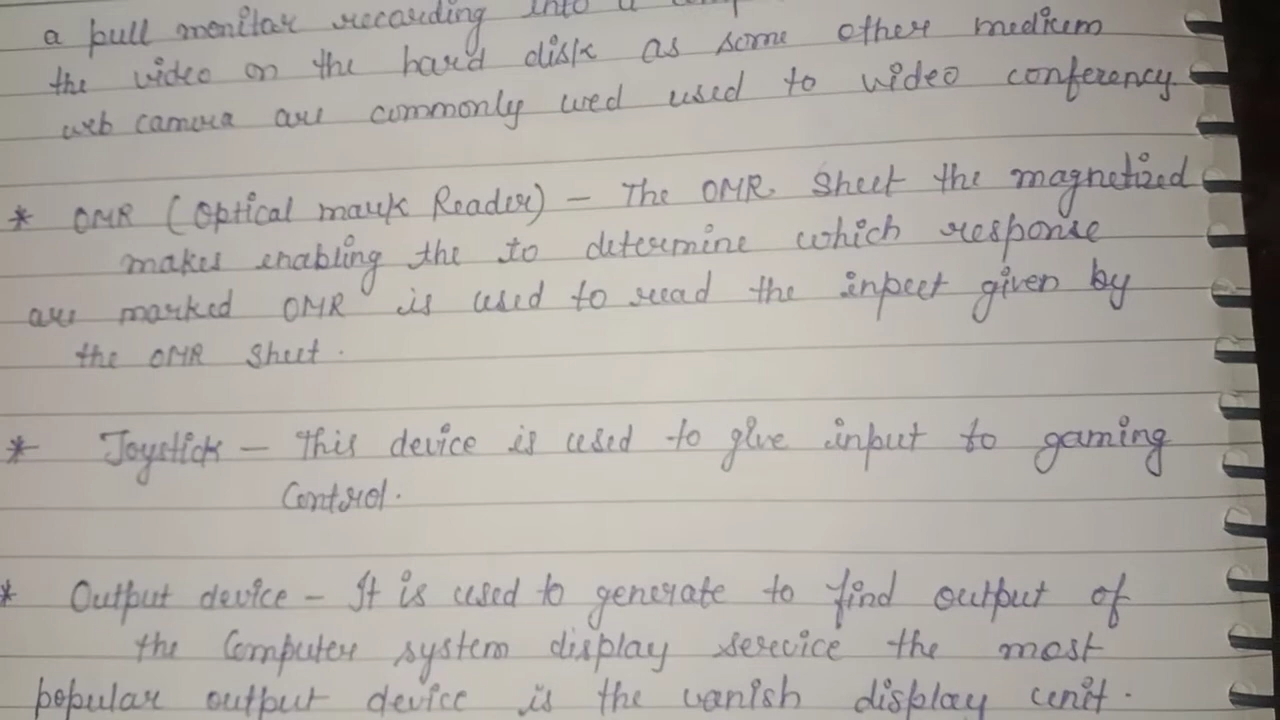 a pull monitar recarding into a
the video on the hard disk as some other medium
web camera are commonly wed used to video conferency
* OMR (Optical mark Reader) - The OMR Sheet the magnetized
makes enabling the to determine which response
are marked OMR is used to read the inpect given by
the OMR Sheet.
* Joystick - This device is used to give input to gaming
Control.
* Output device - It is used to generate to find output of
the Computer system display service the most
popular output device is the vanish display unit.